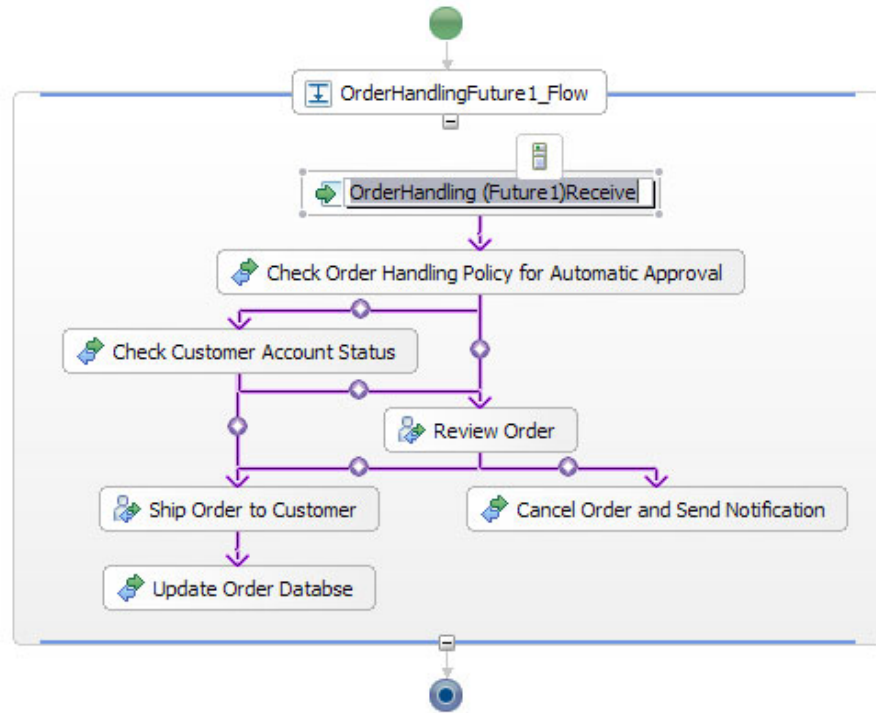 OrderHandlingFuture1_Flow
OrderHandling (Future1)Receive
Check Order Handling Policy for Automatic Approval
Check Customer Account Status
Review Order
Ship Order to Customer
Cancel Order and Send Notification
Update Order Databse